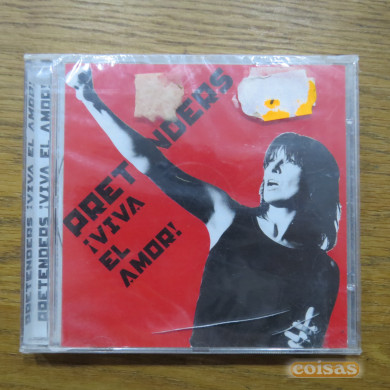 PRETENDERS ¡VIVA EL AMOR!
PRETENDERS ¡VIVA EL AMOR!
PRETENDERS
¡VIVA
EL
AMOR!
coisas